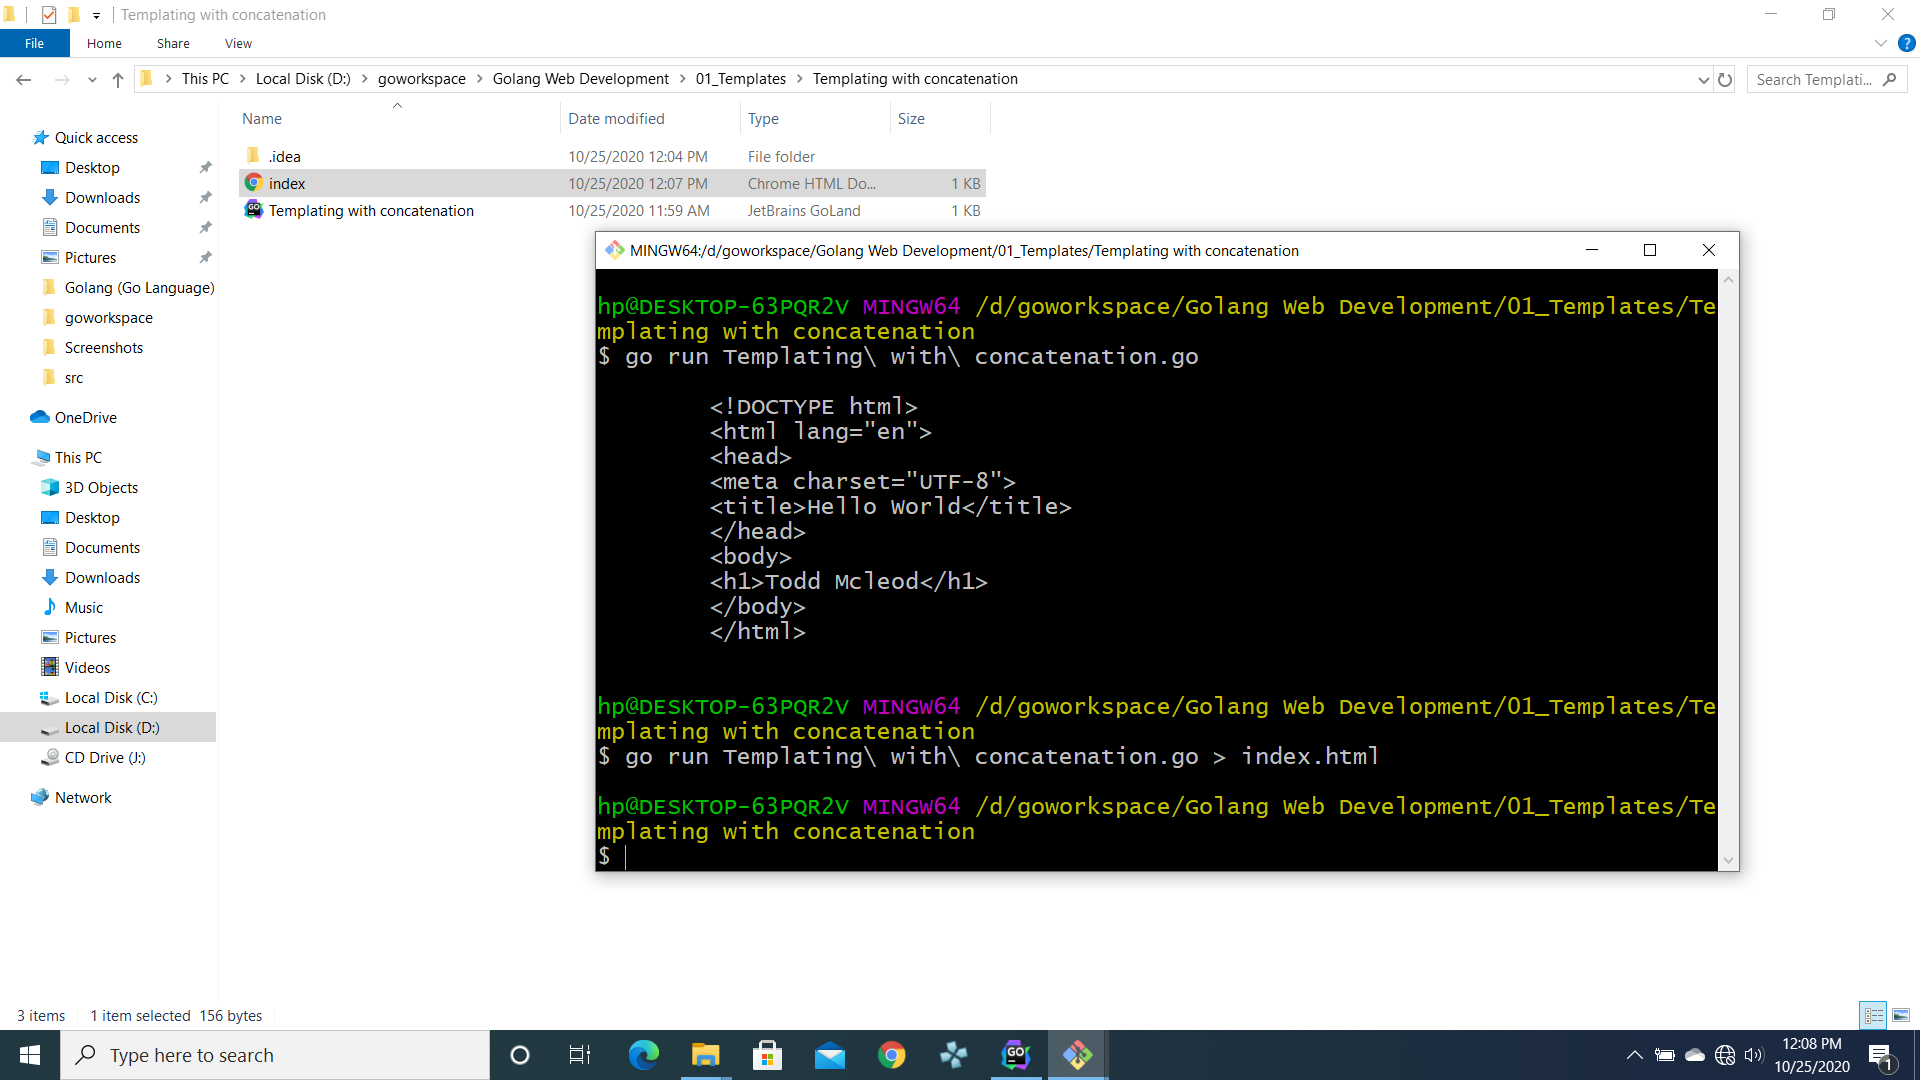 Templating with concatenation
File Home Share View
This PC Local Disk (D:) goworkspace Golang Web Development 01_Templates Templating with concatenation
Search Templati...
Name Date modified Type Size
Quick access
Desktop
Downloads
Documents
Pictures
Golang (Go Language)
goworkspace
Screenshots
src
OneDrive
This PC
3D Objects
Desktop
Documents
Downloads
Music
Pictures
Videos
Local Disk (C:)
Local Disk (D:)
CD Drive (J:)
Network
.idea 10/25/2020 12:04 PM File folder
index 10/25/2020 12:07 PM Chrome HTML Do... 1 KB
Templating with concatenation 10/25/2020 11:59 AM JetBrains GoLand 1 KB
MINGW64:/d/goworkspace/Golang Web Development/01_Templates/Templating with concatenation
hp@DESKTOP-63PQR2V MINGW64 /d/goworkspace/Golang Web Development/01_Templates/Te
mplating with concatenation
$ go run Templating\ with\ concatenation.go
<!DOCTYPE html>
<html lang="en">
<head>
<meta charset="UTF-8">
<title>Hello World</title>
</head>
<body>
<h1>Todd Mcleod</h1>
</body>
</html>
hp@DESKTOP-63PQR2V MINGW64 /d/goworkspace/Golang Web Development/01_Templates/Te
mplating with concatenation
$ go run Templating\ with\ concatenation.go > index.html
hp@DESKTOP-63PQR2V MINGW64 /d/goworkspace/Golang Web Development/01_Templates/Te
mplating with concatenation
$
3 items 1 item selected 156 bytes
Type here to search
GO
12:08 PM
10/25/2020
1